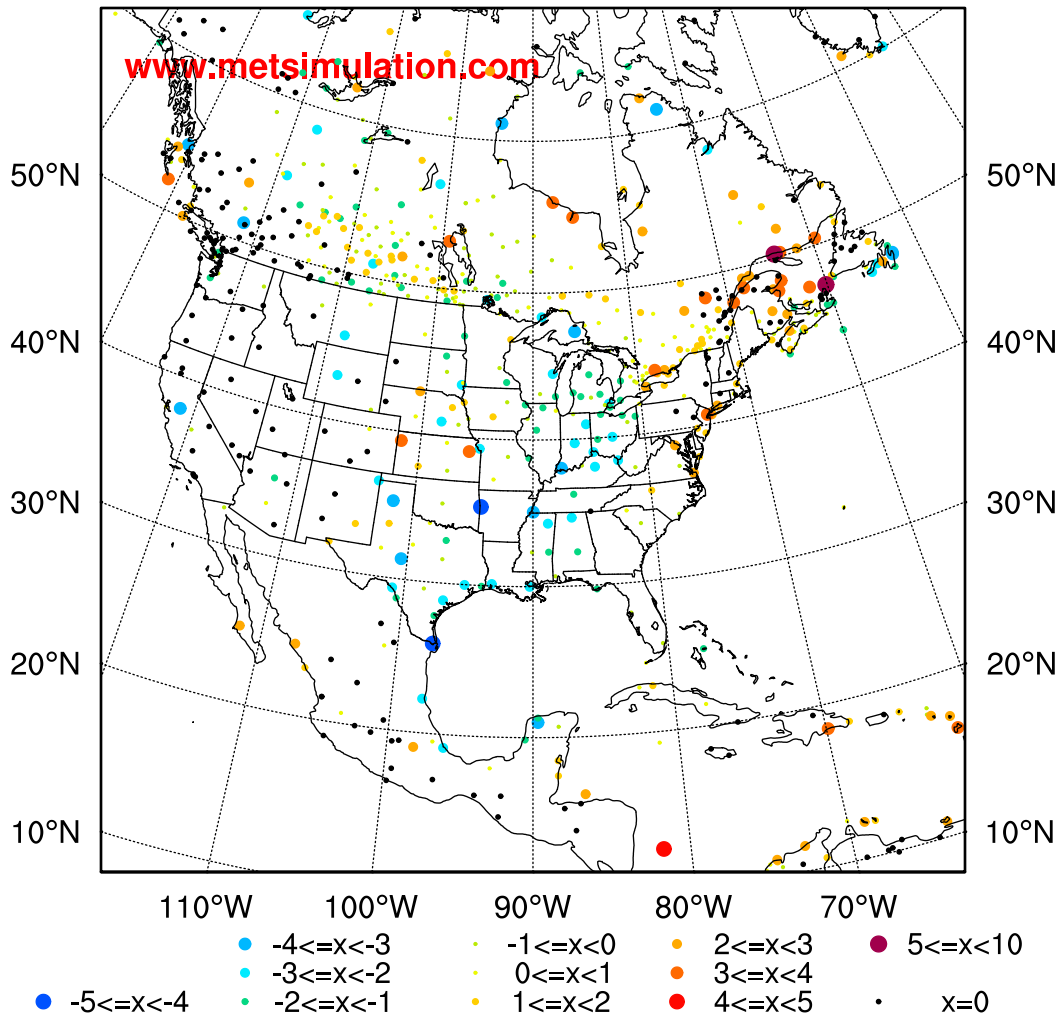 www.metsimulation.com
50°N 50°N
40°N 40°N
30°N 30°N
20°N 20°N
10°N 10°N
110°W 100°W 90°W 80°W 70°W
-4<=x<-3 -1<=x<0 2<=x<3 5<=x<10
-3<=x<-2 0<=x<1 3<=x<4
-5<=x<-4 -2<=x<-1 1<=x<2 4<=x<5 x=0